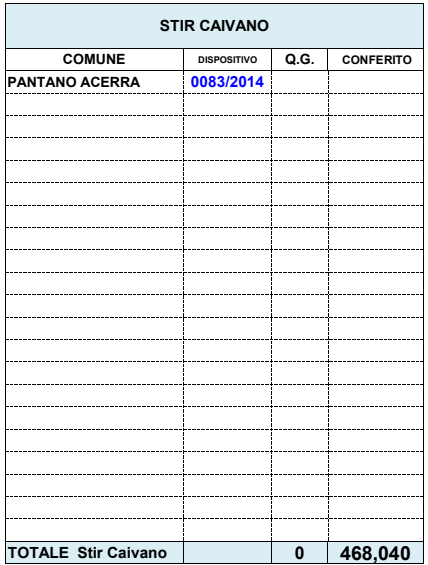 STIR CAIVANO
COMUNE DISPOSITIVO Q.G. CONFERITO
PANTANO ACERRA 0083/2014
TOTALE Stir Caivano 0 468,040